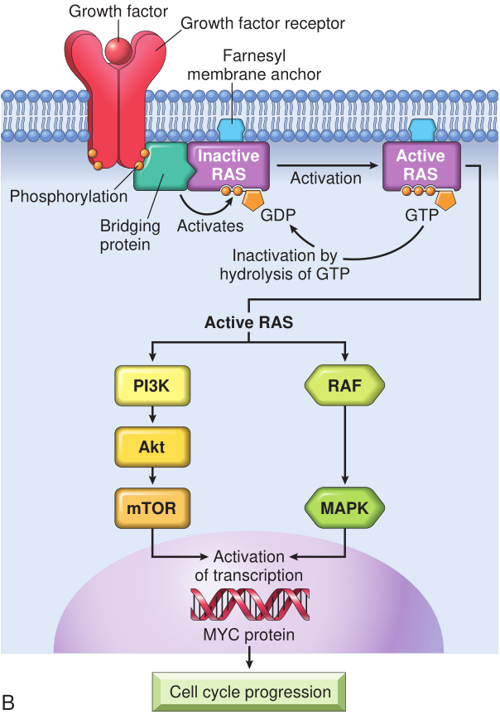 Growth factor
Growth factor receptor
Farnesyl
membrane anchor
Inactive
RAS
Active
RAS
Activation
Phosphorylation
Bridging
protein
Activates
GDP
GTP
Inactivation by
hydrolysis of GTP
Active RAS
PI3K
RAF
Akt
mTOR
MAPK
Activation
of transcription
MYC protein
Cell cycle progression
B